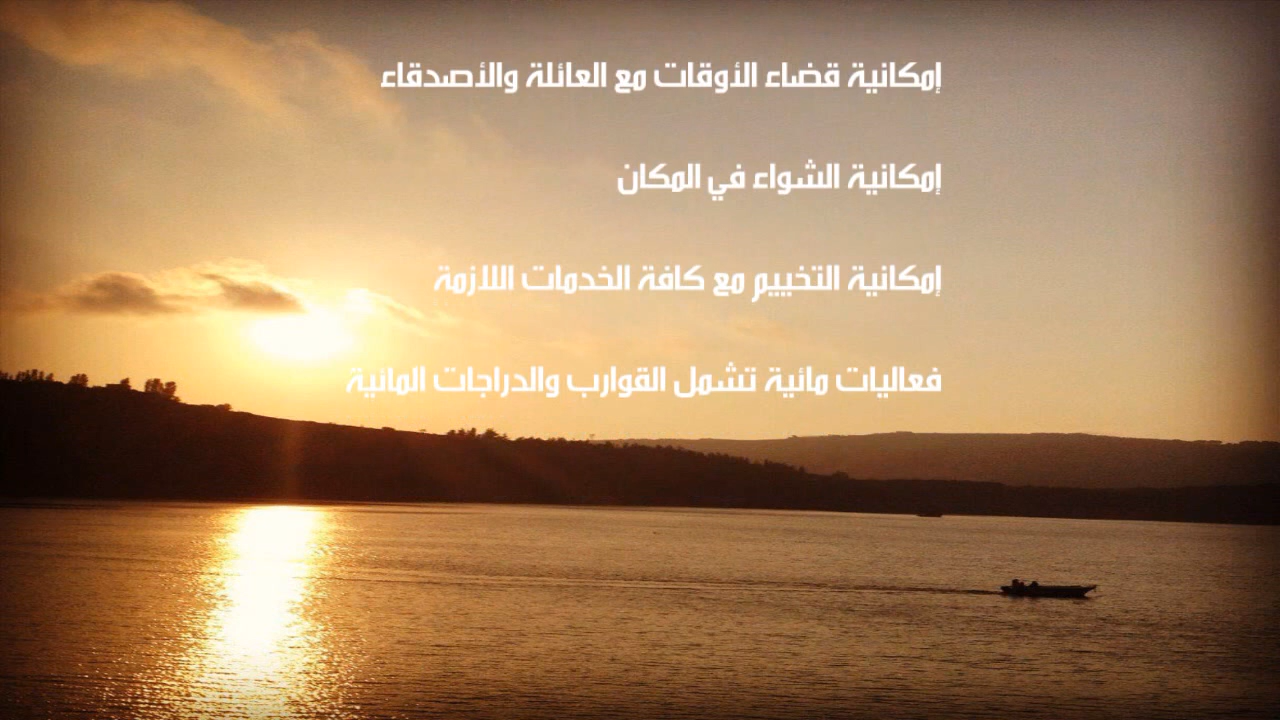 إمكانية قضاء الأوقات مع العائلة والأصدقاء
إمكانية الشواء في المكان
إمكانية التخييم مع كافة الخدمات اللازمة
فعاليات مائية تشمل القوارب والدراجات المائية